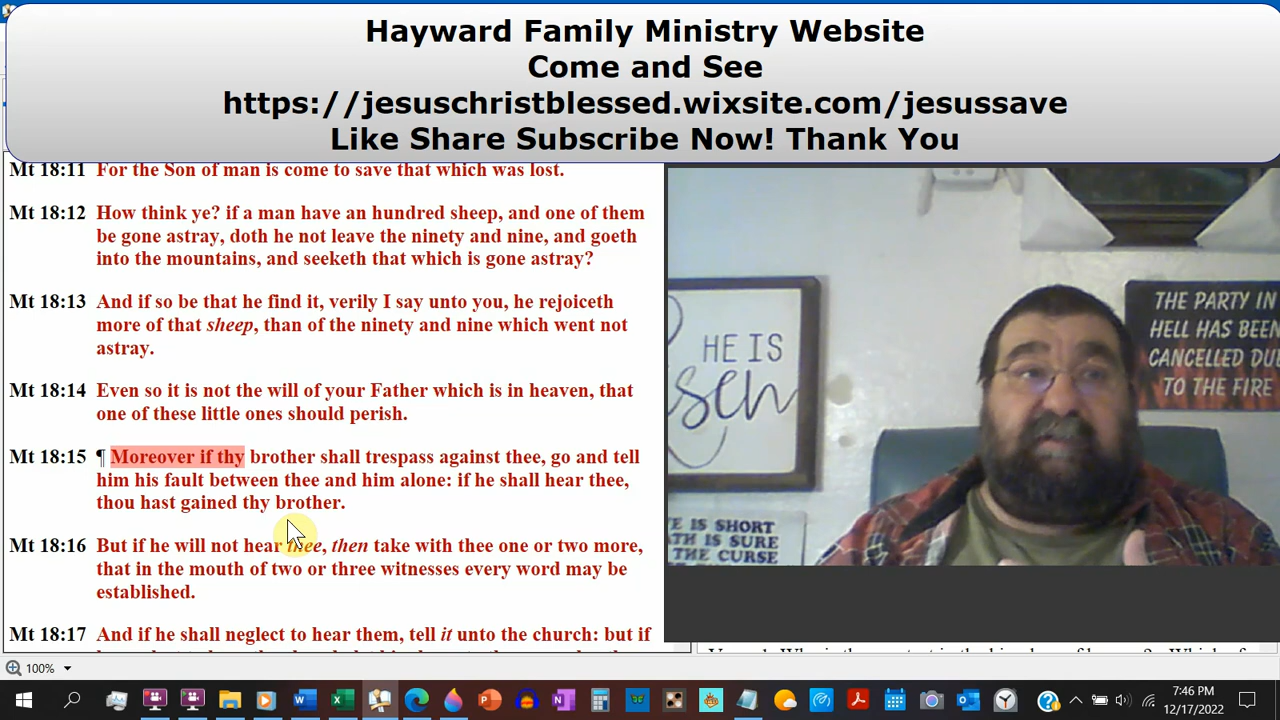 Hayward Family Ministry Website
Come and See
https://jesuschristblessed.wixsite.com/jesussave
Like Share Subscribe Now! Thank You
Mt 18:11 For the Son of man is come to save that which was lost.
Mt 18:12 How think ye? if a man have an hundred sheep, and one of them
be gone astray, doth he not leave the ninety and nine, and goeth
into the mountains, and seeketh that which is gone astray?
Mt 18:13 And if so be that he find it, verily I say unto you, he rejoiceth
more of that sheep, than of the ninety and nine which went not
astray.
Mt 18:14 Even so it is not the will of your Father which is in heaven, that
one of these little ones should perish.
Mt 18:15 ¶ Moreover if thy brother shall trespass against thee, go and tell
him his fault between thee and him alone: if he shall hear thee,
thou hast gained thy brother.
Mt 18:16 But if he will not hear thee, then take with thee one or two more,
that in the mouth of two or three witnesses every word may be
established.
Mt 18:17 And if he shall neglect to hear them, tell it unto the church: but if
HE IS
Risen
THE PARTY IN
HELL HAS BEEN
CANCELLED DUE
TO THE FIRE
E IS SHORT
ATH IS SURE
THE CURSE
100%
7:46 PM
12/17/2022